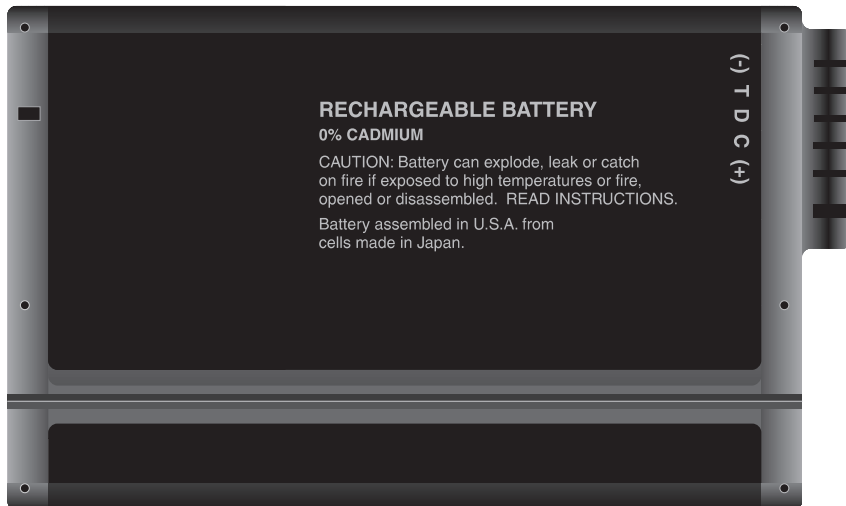 RECHARGEABLE BATTERY
0% CADMIUM
CAUTION: Battery can explode, leak or catch
on fire if exposed to high temperatures or fire,
opened or disassembled.  READ INSTRUCTIONS.
Battery assembled in U.S.A. from
cells made in Japan.
(-) T D C (+)